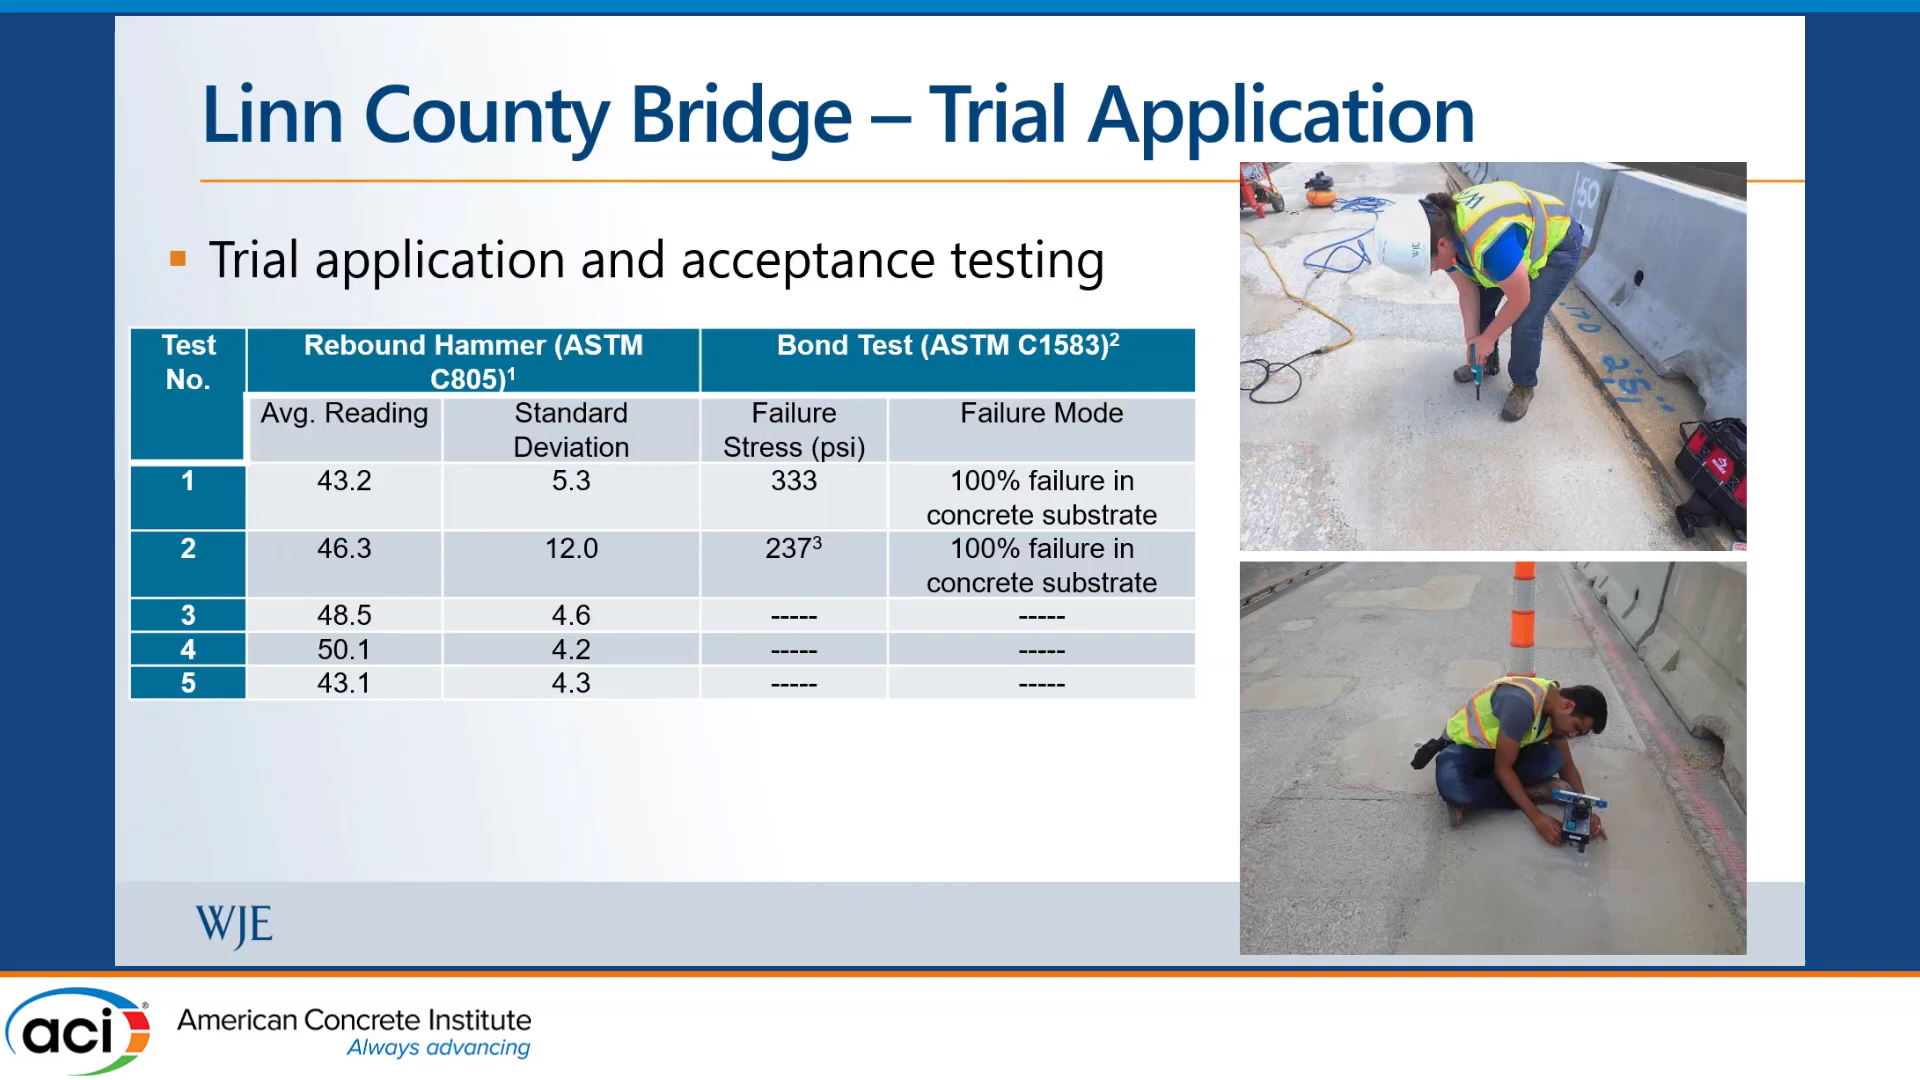 Linn County Bridge – Trial Application
Trial application and acceptance testing
Test No. Rebound Hammer (ASTM C805)¹ Bond Test (ASTM C1583)²
Avg. Reading Standard Deviation Failure Stress (psi) Failure Mode
1 43.2 5.3 333 100% failure in concrete substrate
2 46.3 12.0 237³ 100% failure in concrete substrate
3 48.5 4.6 ----- -----
4 50.1 4.2 ----- -----
5 43.1 4.3 ----- -----
WJE
WJE
aci®
American Concrete Institute
Always advancing